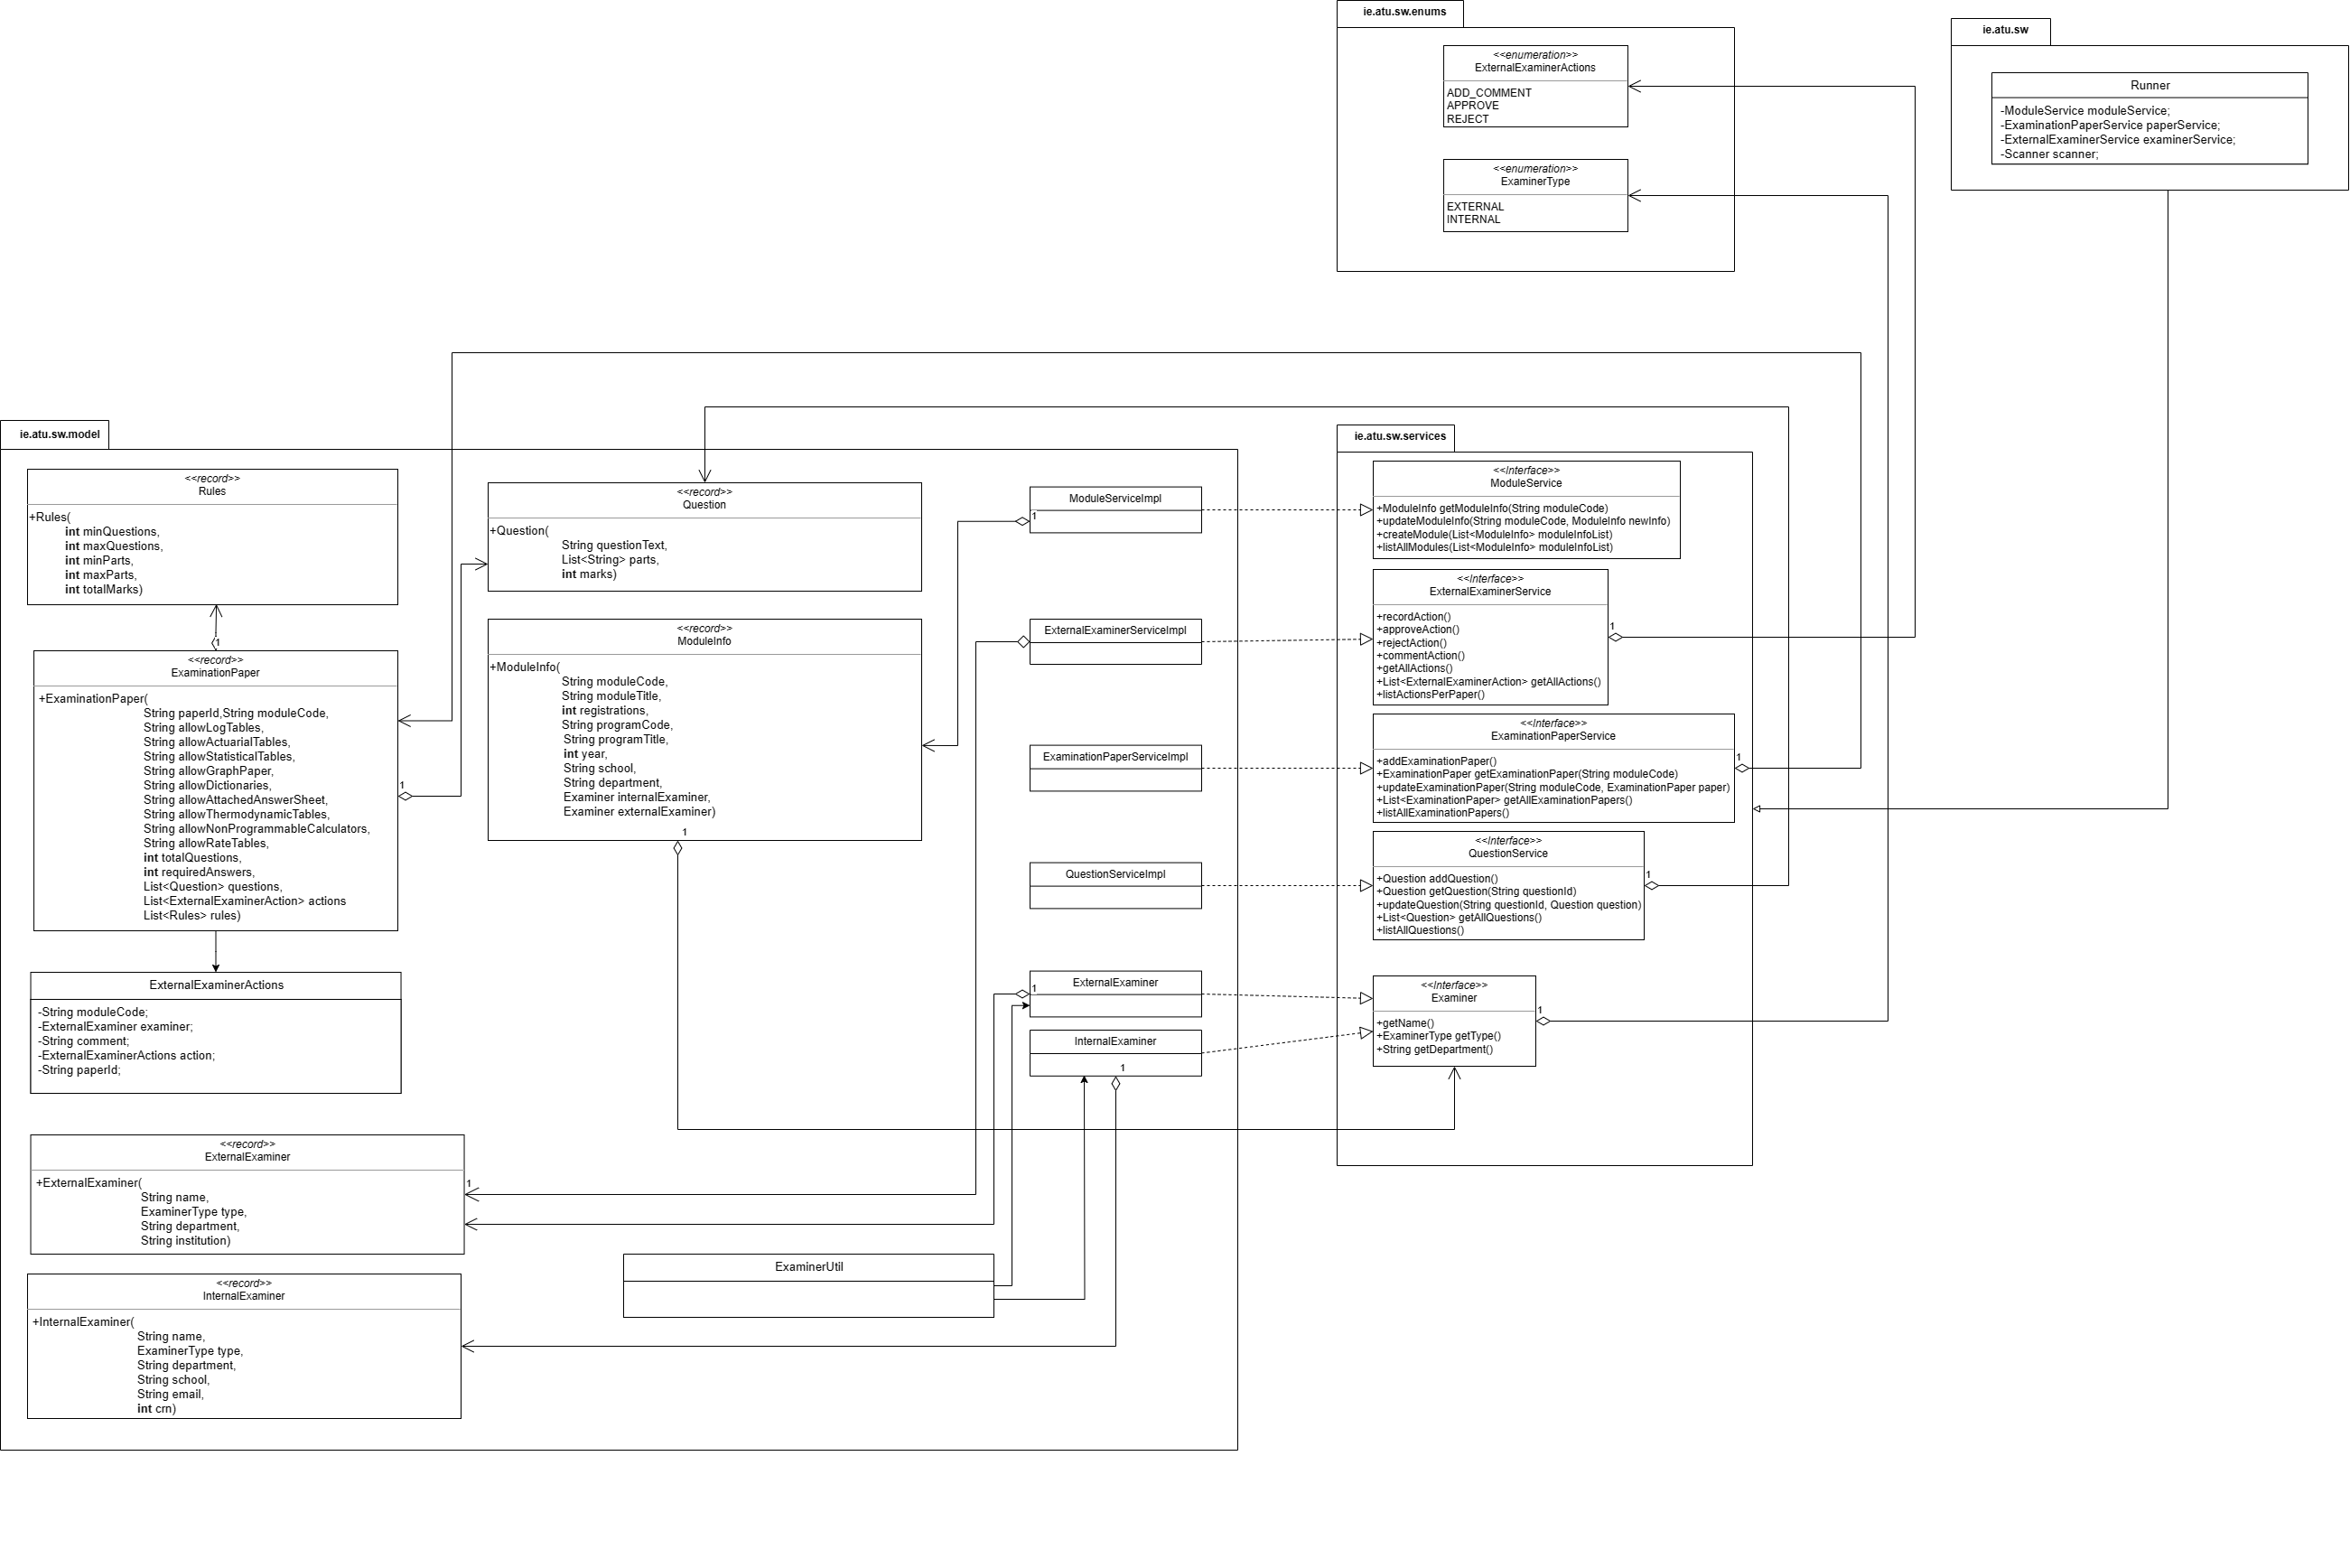 ie.atu.sw.enums
<<enumeration>>
ExternalExaminerActions
ADD_COMMENT
APPROVE
REJECT
<<enumeration>>
ExaminerType
EXTERNAL
INTERNAL
ie.atu.sw
Runner
-ModuleService moduleService;
-ExaminationPaperService paperService;
-ExternalExaminerService examinerService;
-Scanner scanner;
ie.atu.sw.model
<<record>>
Rules
+Rules(
int minQuestions,
int maxQuestions,
int minParts,
int maxParts,
int totalMarks)
1
<<record>>
ExaminationPaper
+ExaminationPaper(
String paperId,String moduleCode,
String allowLogTables,
String allowActuarialTables,
String allowStatisticalTables,
String allowGraphPaper,
String allowDictionaries,
String allowAttachedAnswerSheet,
String allowThermodynamicTables,
String allowNonProgrammableCalculators,
String allowRateTables,
int totalQuestions,
int requiredAnswers,
List<Question> questions,
List<ExternalExaminerAction> actions
List<Rules> rules)
1
ExternalExaminerActions
-String moduleCode;
-ExternalExaminer examiner;
-String comment;
-ExternalExaminerActions action;
-String paperId;
<<record>>
ExternalExaminer
+ExternalExaminer(
String name,
ExaminerType type,
String department,
String institution)
1
<<record>>
InternalExaminer
+InternalExaminer(
String name,
ExaminerType type,
String department,
String school,
String email,
int crn)
<<record>>
Question
+Question(
String questionText,
List<String> parts,
int marks)
<<record>>
ModuleInfo
+ModuleInfo(
String moduleCode,
String moduleTitle,
int registrations,
String programCode,
String programTitle,
int year,
String school,
String department,
Examiner internalExaminer,
Examiner externalExaminer)
1
ExaminerUtil
ModuleServiceImpl
1
ExternalExaminerServiceImpl
ExaminationPaperServiceImpl
QuestionServiceImpl
ExternalExaminer
1
InternalExaminer
1
ie.atu.sw.services
<<Interface>>
ModuleService
+ModuleInfo getModuleInfo(String moduleCode)
+updateModuleInfo(String moduleCode, ModuleInfo newInfo)
+createModule(List<ModuleInfo> moduleInfoList)
+listAllModules(List<ModuleInfo> moduleInfoList)
<<Interface>>
ExternalExaminerService
+recordAction()
+approveAction()
+rejectAction()
+commentAction()
+getAllActions()
+List<ExternalExaminerAction> getAllActions()
+listActionsPerPaper()
1
<<Interface>>
ExaminationPaperService
+addExaminationPaper()
+ExaminationPaper getExaminationPaper(String moduleCode)
+updateExaminationPaper(String moduleCode, ExaminationPaper paper)
+List<ExaminationPaper> getAllExaminationPapers()
+listAllExaminationPapers()
1
<<Interface>>
QuestionService
+Question addQuestion()
+Question getQuestion(String questionId)
+updateQuestion(String questionId, Question question)
+List<Question> getAllQuestions()
+listAllQuestions()
1
<<Interface>>
Examiner
+getName()
+ExaminerType getType()
+String getDepartment()
1